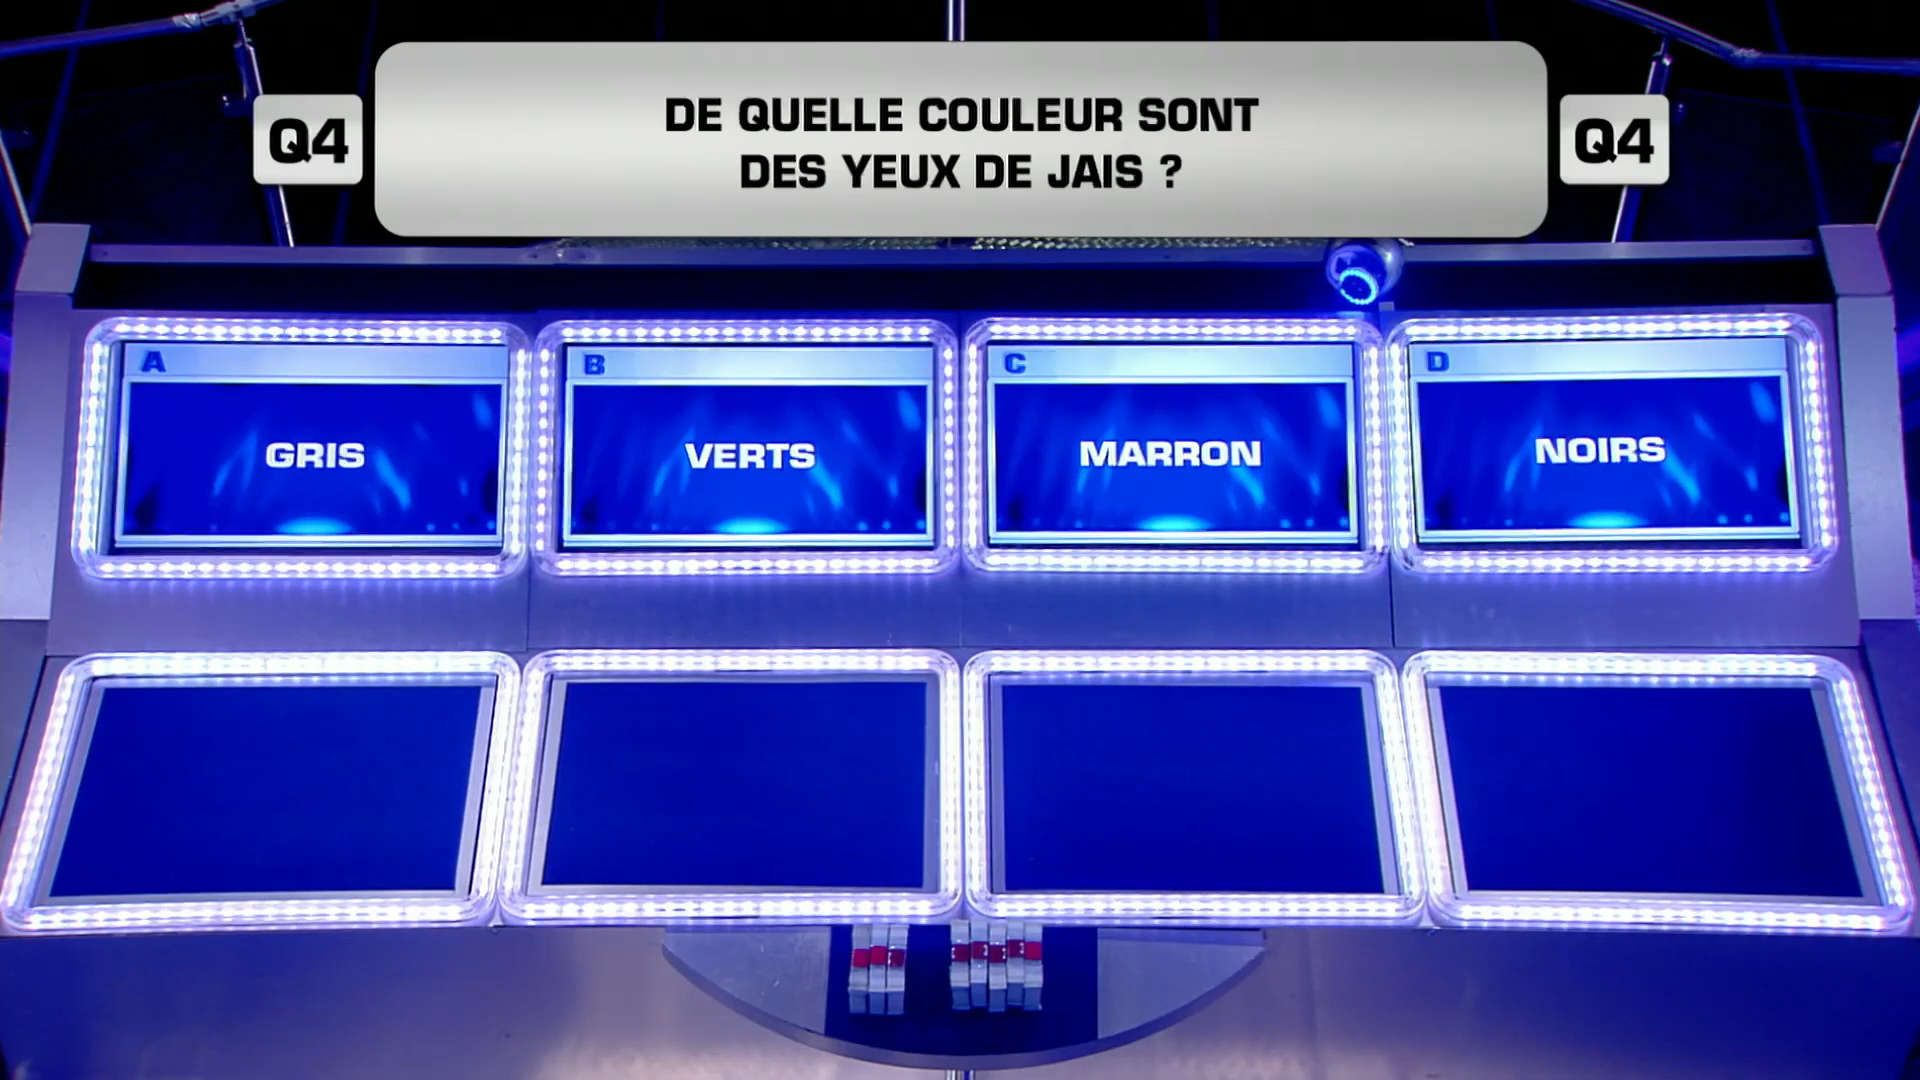 Q4
DE QUELLE COULEUR SONT
DES YEUX DE JAIS ?
Q4
A
B
C
D
GRIS
VERTS
MARRON
NOIRS